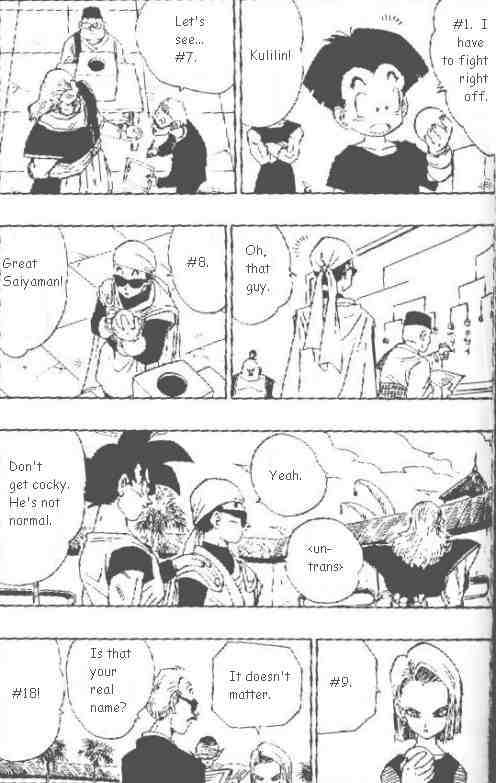 #1. I
have
to fight
right
off.
Kulilin!
Let's
see...
#7.
Oh,
that
guy.
#8.
Great
Saiyaman!
Yeah.
<un-
trans>
Don't
get cocky.
He's not
normal.
#9.
It doesn't
matter.
Is that
your
real
name?
#18!